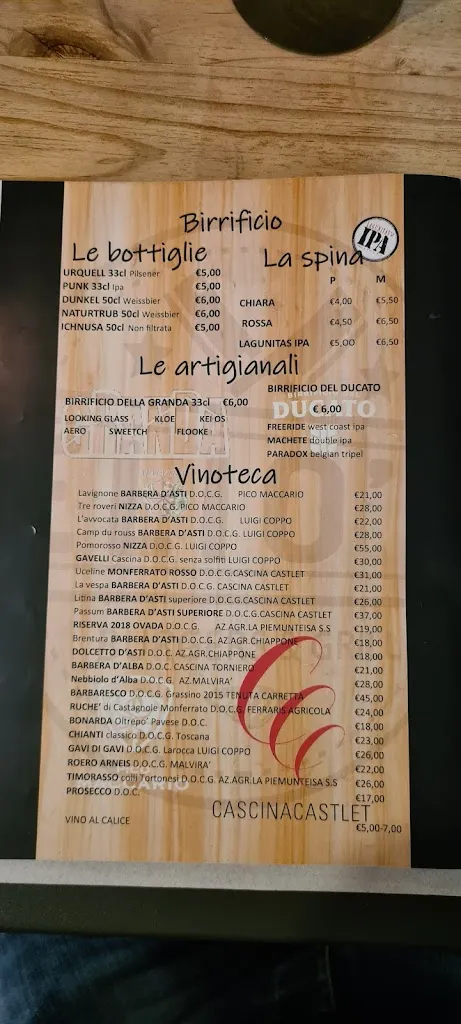 Birrificio
IPA
Le bottiglie
URQUELL 33cl Pilsener €5,00
PUNK 33cl Ipa €5,00
DUNKEL 50cl Weissbier €6,00
NATURTRUB 50cl Weissbier €6,00
ICHNUSA 50cl Non filtrata €5,00
La spina
P M
CHIARA €4,00 €5,50
ROSSA €4,50 €6,50
LAGUNITAS IPA €5,00 €6,50
Le artigianali
BIRRIFICIO DELLA GRANDA 33cl €6,00
LOOKING GLASS KLOE KEI OS
AERO SWEETCH FLOOKE
BIRRIFICIO DEL DUCATO
BIRRIFICIO DEL
DUCATO
€ 6,00
FREERIDE west coast ipa
MACHETE double ipa
PARADOX belgian tripel
Vinoteca
Lavignone BARBERA D'ASTI D.O.C.G. PICO MACCARIO €21,00
Tre roveri NIZZA D.O.C.G. PICO MACCARIO €28,00
L'avvocata BARBERA D'ASTI D.O.C.G. LUIGI COPPO €22,00
Camp du rouss BARBERA D'ASTI D.O.C.G. LUIGI COPPO €28,00
Pomorosso NIZZA D.O.C.G. LUIGI COPPO €55,00
GAVELLI Cascina D.O.C.G. senza solfiti LUIGI COPPO €30,00
Uceline MONFERRATO ROSSO D.O.C.G.CASCINA CASTLET €31,00
La vespa BARBERA D'ASTI D.O.C.G. CASCINA CASTLET €21,00
Litina BARBERA D'ASTI superiore D.O.C.G.CASCINA CASTLET €26,00
Passum BARBERA D'ASTI SUPERIORE D.O.C.G.CASCINA CASTLET €37,00
RISERVA 2018 OVADA D.O.C.G. AZ.AGR.LA PIEMUNTEISA S.S €19,00
Brentura BARBERA D'ASTI D.O.C.G. AZ.AGR.CHIAPPONE €18,00
DOLCETTO D'ASTI D.O.C. AZ.AGR.CHIAPPONE €18,00
BARBERA D'ALBA D.O.C. CASCINA TORNIERO €21,00
Nebbiolo d'Alba D.O.C.G. AZ.MALVIRA' €28,00
BARBARESCO D.O.C.G. Grassino 2015 TENUTA CARRETTA €45,00
RUCHE' di Castagnole Monferrato D.O.C.G. FERRARIS AGRICOLA €24,00
BONARDA Oltrepo' Pavese D.O.C. €18,00
CHIANTI classico D.O.C.G. Toscana €23,00
GAVI DI GAVI D.O.C.G. Larocca LUIGI COPPO €26,00
ROERO ARNEIS D.O.C.G. MALVIRA' €22,00
TIMORASSO colli Tortonesi D.O.C.G. AZ.AGR.LA PIEMUNTEISA S.S €26,00
PROSECCO D.O.C €17,00
CASCINACASTLET
VINO AL CALICE €5,00-7,00